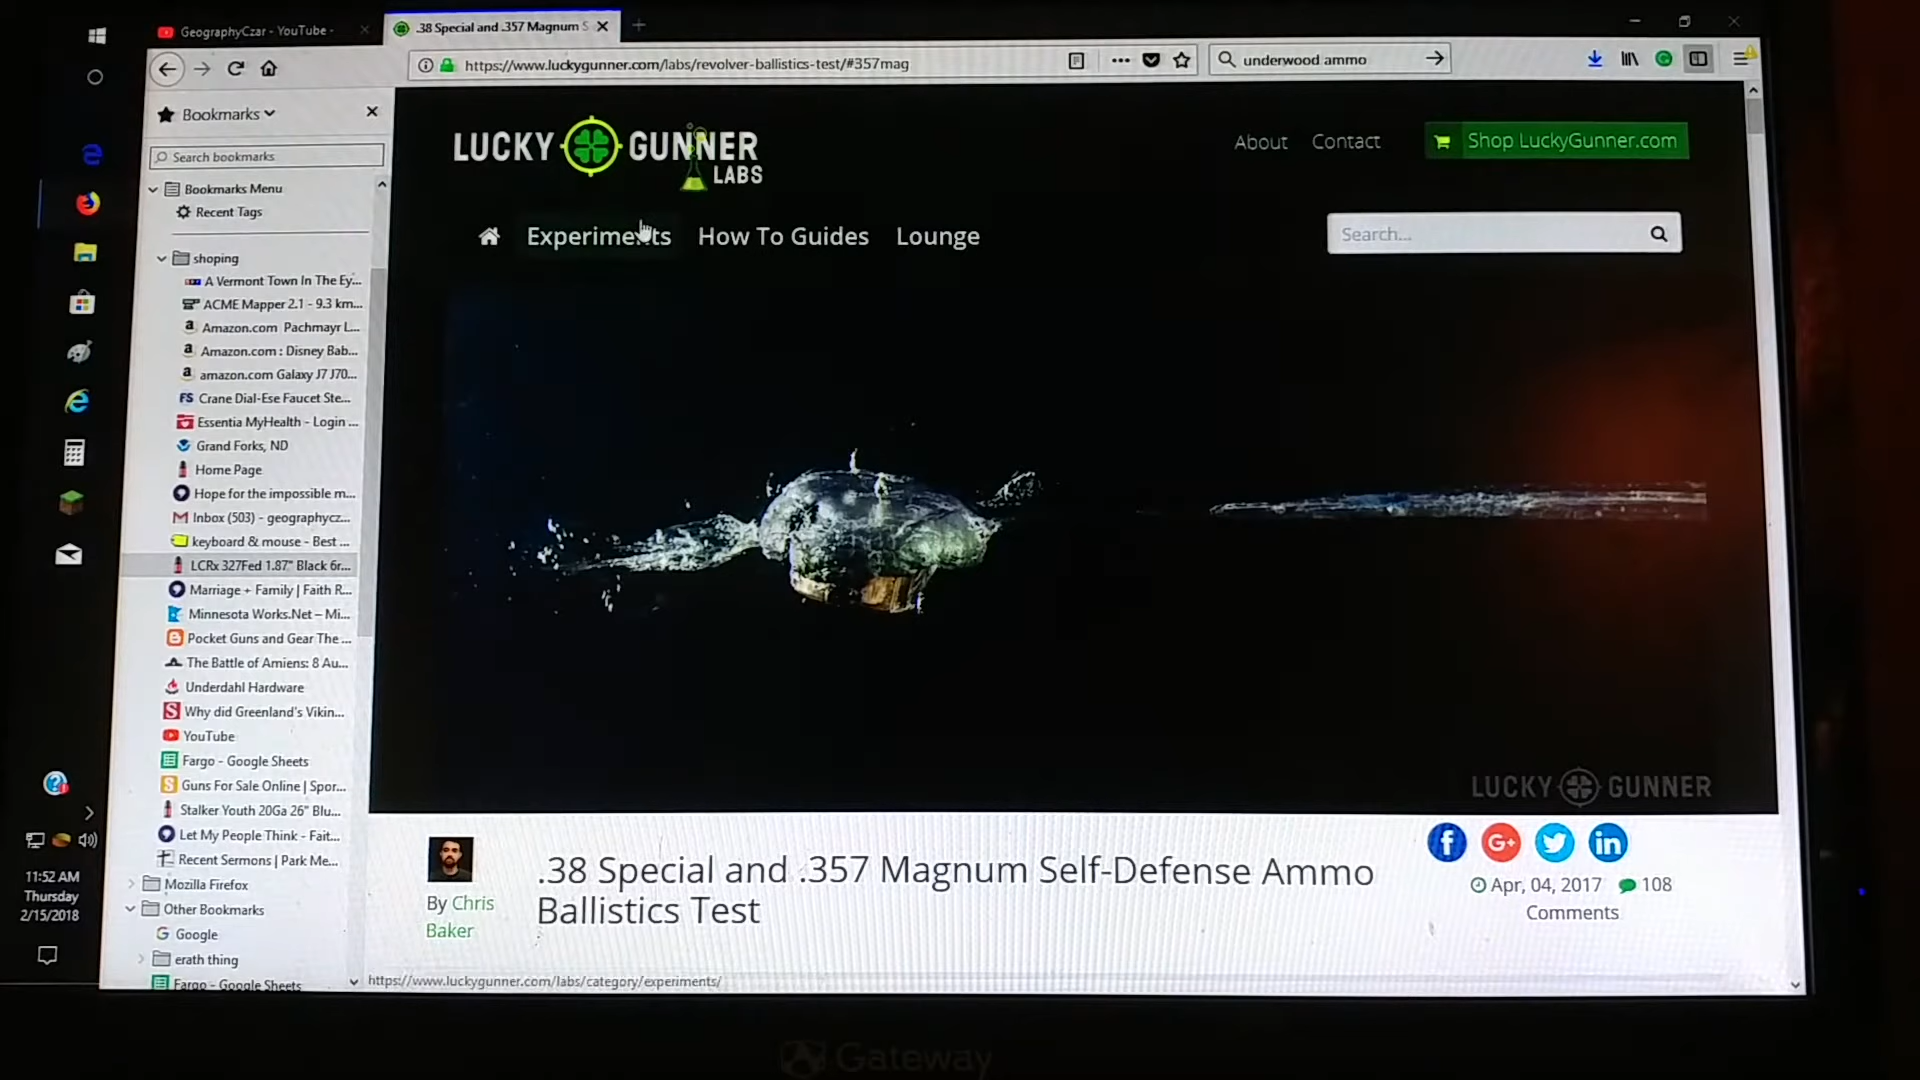 GeographyCzar - YouTube -
.38 Special and .357 Magnum S
https://www.luckygunner.com/labs/revolver-ballistics-test/#357mag
underwood ammo
Bookmarks
Search bookmarks
Bookmarks Menu
Recent Tags
shoping
A Vermont Town In The Ey...
ACME Mapper 2.1 - 9.3 km...
Amazon.com Pachmayr L...
Amazon.com : Disney Bab...
amazon.com Galaxy J7 J70...
FS Crane Dial-Ese Faucet Ste...
Essentia MyHealth - Login ...
Grand Forks, ND
Home Page
Hope for the impossible m...
Inbox (503) - geographycz...
keyboard & mouse - Best ...
LCRx 327Fed 1.87" Black 6r...
Marriage + Family | Faith R...
Minnesota Works.Net – Mi...
Pocket Guns and Gear The ...
The Battle of Amiens: 8 Au...
Underdahl Hardware
Why did Greenland's Vikin...
YouTube
Fargo - Google Sheets
Guns For Sale Online | Spor...
Stalker Youth 20Ga 26" Blu...
Let My People Think - Fait...
Recent Sermons | Park Me...
Mozilla Firefox
Other Bookmarks
Google
erath thing
Fargo - Google Sheets
11:52 AM
Thursday
2/15/2018
LUCKY GUNNER
LABS
About Contact Shop LuckyGunner.com
Experiments How To Guides Lounge
Search...
LUCKY GUNNER
By Chris
Baker
.38 Special and .357 Magnum Self-Defense Ammo
Ballistics Test
Apr, 04, 2017 108
Comments
https://www.luckygunner.com/labs/category/experiments/
Gateway